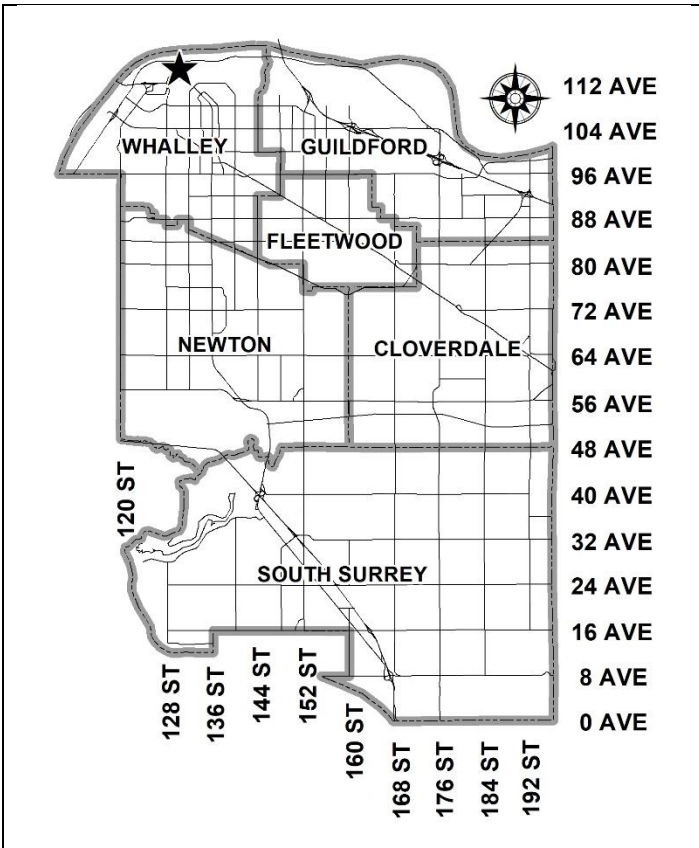 112 AVE
104 AVE
WHALLEY
GUILDFORD
96 AVE
88 AVE
FLEETWOOD
80 AVE
72 AVE
NEWTON
CLOVERDALE
64 AVE
56 AVE
48 AVE
120 ST
40 AVE
32 AVE
SOUTH SURREY
24 AVE
16 AVE
8 AVE
0 AVE
128 ST
136 ST
144 ST
152 ST
160 ST
168 ST
176 ST
184 ST
192 ST